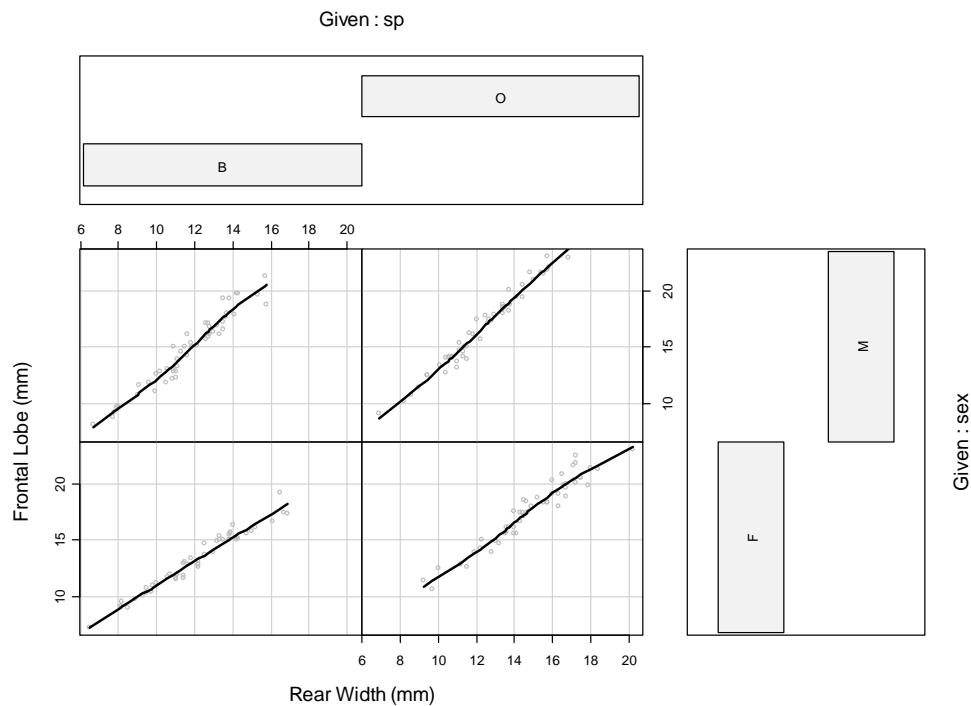 Given : sp
O
B
6 8 10 12 14 16 18 20
20
15
10
M
Given : sex
F
Frontal Lobe (mm)
20
15
10
6 8 10 12 14 16 18 20
Rear Width (mm)